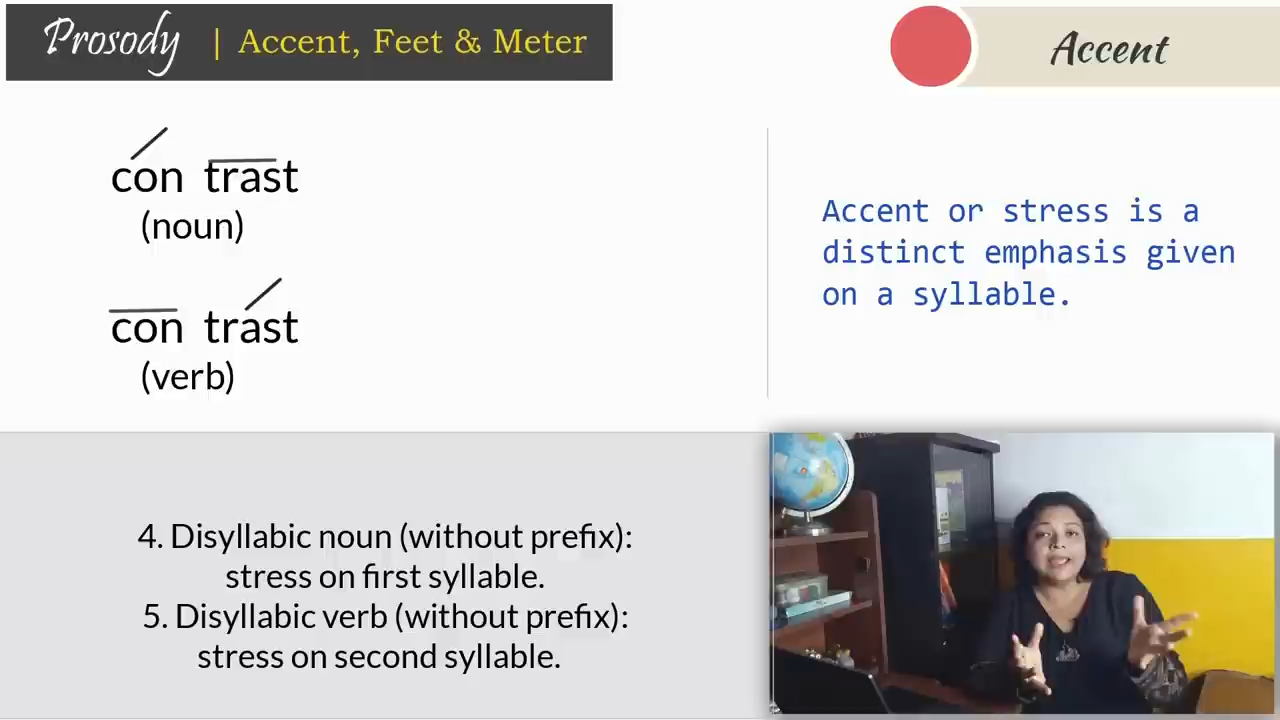 Prosody | Accent, Feet & Meter
Accent
con trast
(noun)
con trast
(verb)
Accent or stress is a
distinct emphasis given
on a syllable.
4. Disyllabic noun (without prefix):
stress on first syllable.
5. Disyllabic verb (without prefix):
stress on second syllable.